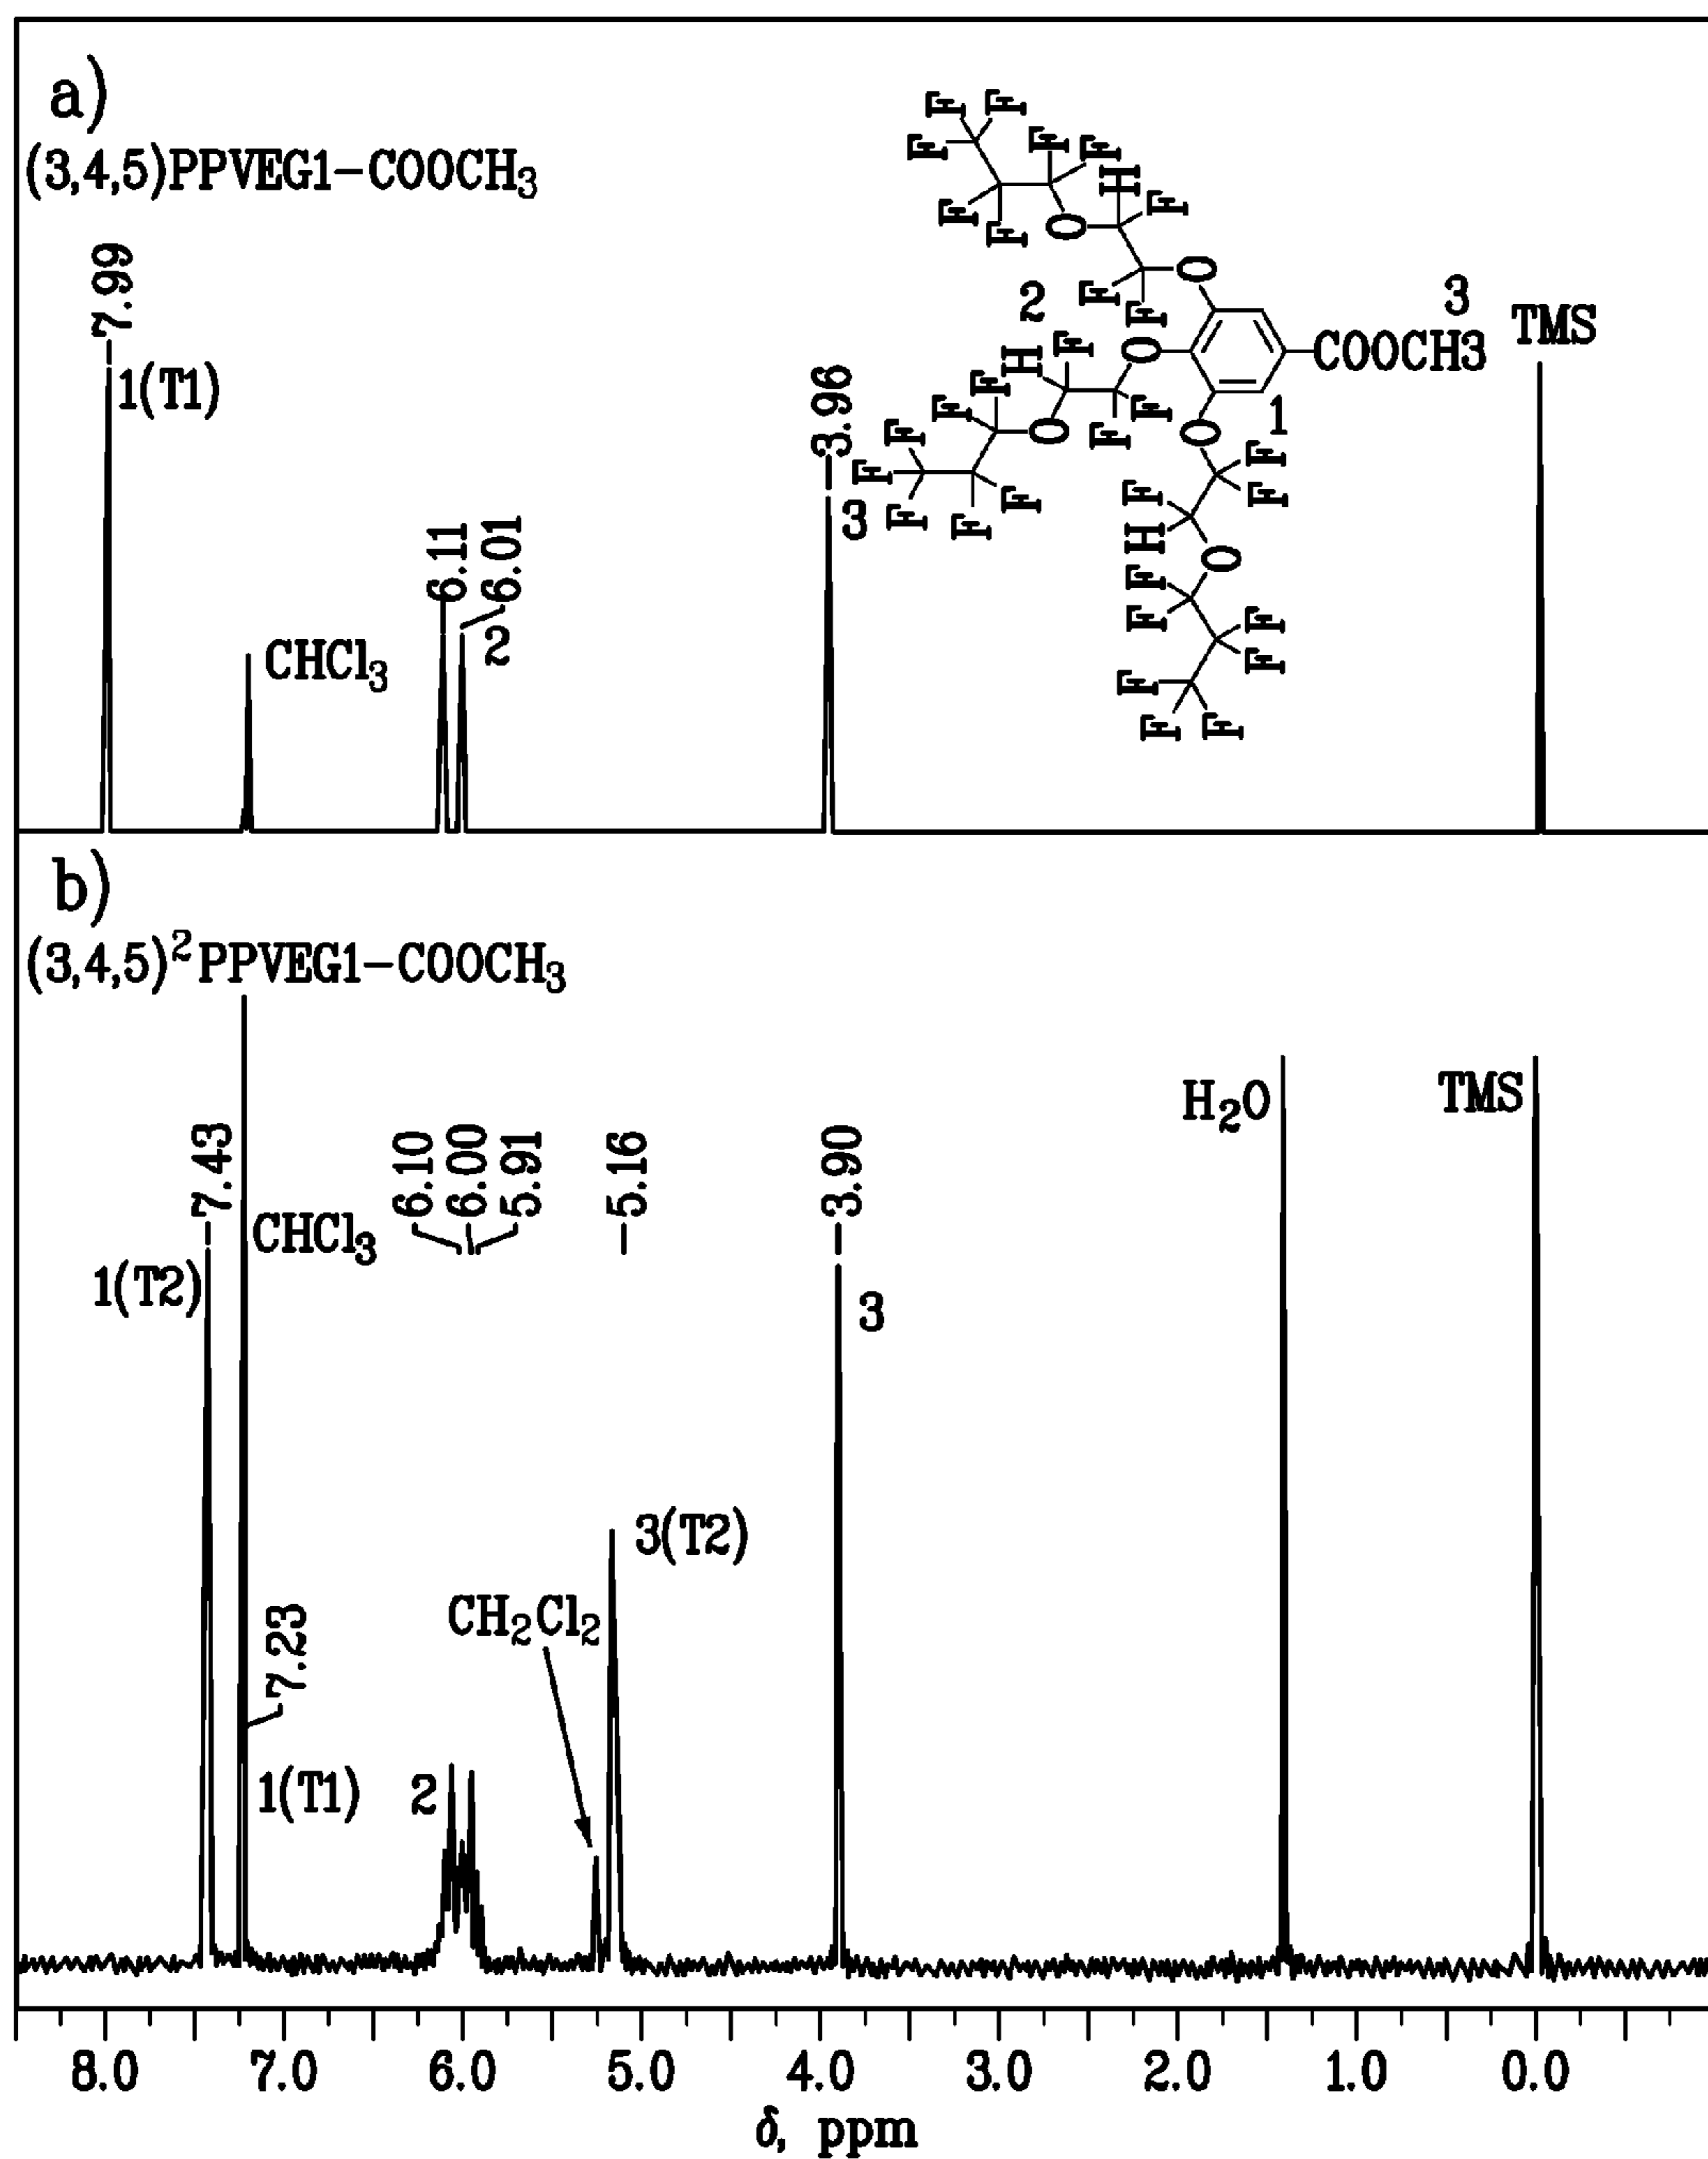 a)
(3,4,5)PPVEG1-COOCH3
7.99
1(T1)
CHCl3
6.11
6.01
2
3.96
3
F F
F F F
H F
F F O
F F O
2 3
TMS
COOCH3
O
H F
F F O
F F F
F F
1
F F F F
O
F F
F
H
O
F F
F F
F
F F
b)
(3,4,5)2PPVEG1-COOCH3
7.43
1(T2)
CHCl3
7.23
1(T1)
6.10
6.00
5.91
2
5.16
CH2Cl2
3(T2)
3.90
3
H2O
TMS
8.0 7.0 6.0 5.0 4.0 3.0 2.0 1.0 0.0
δ, ppm